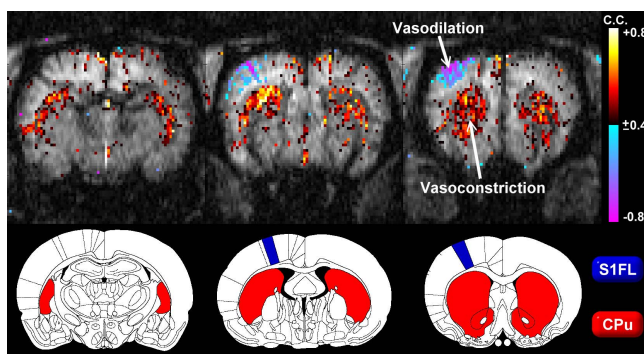 C.C.
Vasodilation
+0.8
±0.4
-0.8
Vasoconstriction
S1FL
CPu